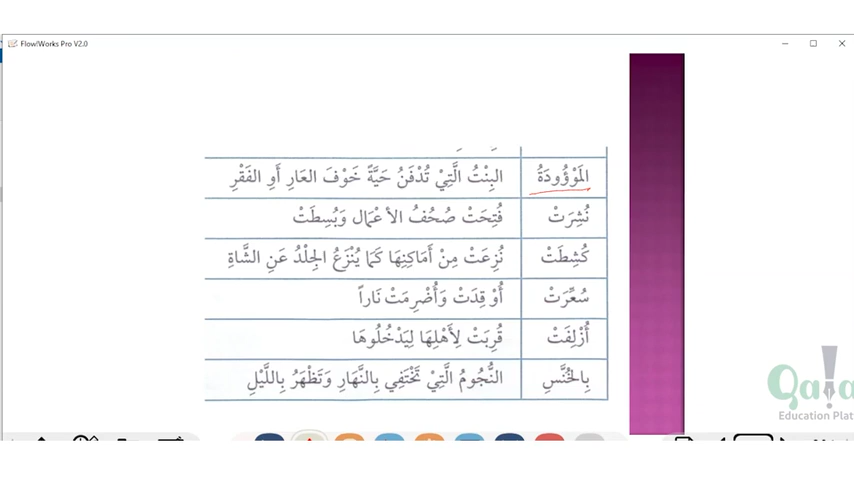 Flow!Works Pro V2.0
المَوْؤُودَةُ البِنْتُ الَّتِيْ تُدْفَنُ حَيَّةً خَوْفَ العَارِ أَوِ الفَقْرِ
نُشِرَتْ فُتِحَتْ صُحُفُ الأَعْمَال وَبُسِطَتْ
كُشِطَتْ نُزِعَتْ مِنْ أَمَاكِنِهَا كَمَا يُنْزَعُ الجِلْدُ عَنِ الشَّاةِ
سُعِّرَتْ أُوْقِدَتْ وَأُضْرِمَتْ نَاراً
أُزْلِفَتْ قُرِبَتْ لِأَهْلِهَا لِيَدْخُلُوهَا
بِالخُنَّسِ النُّجُومُ الَّتِيْ تَخْتَفِي بِالنَّهَارِ وَتَظْهَرُ بِاللَّيْلِ
Education Plat